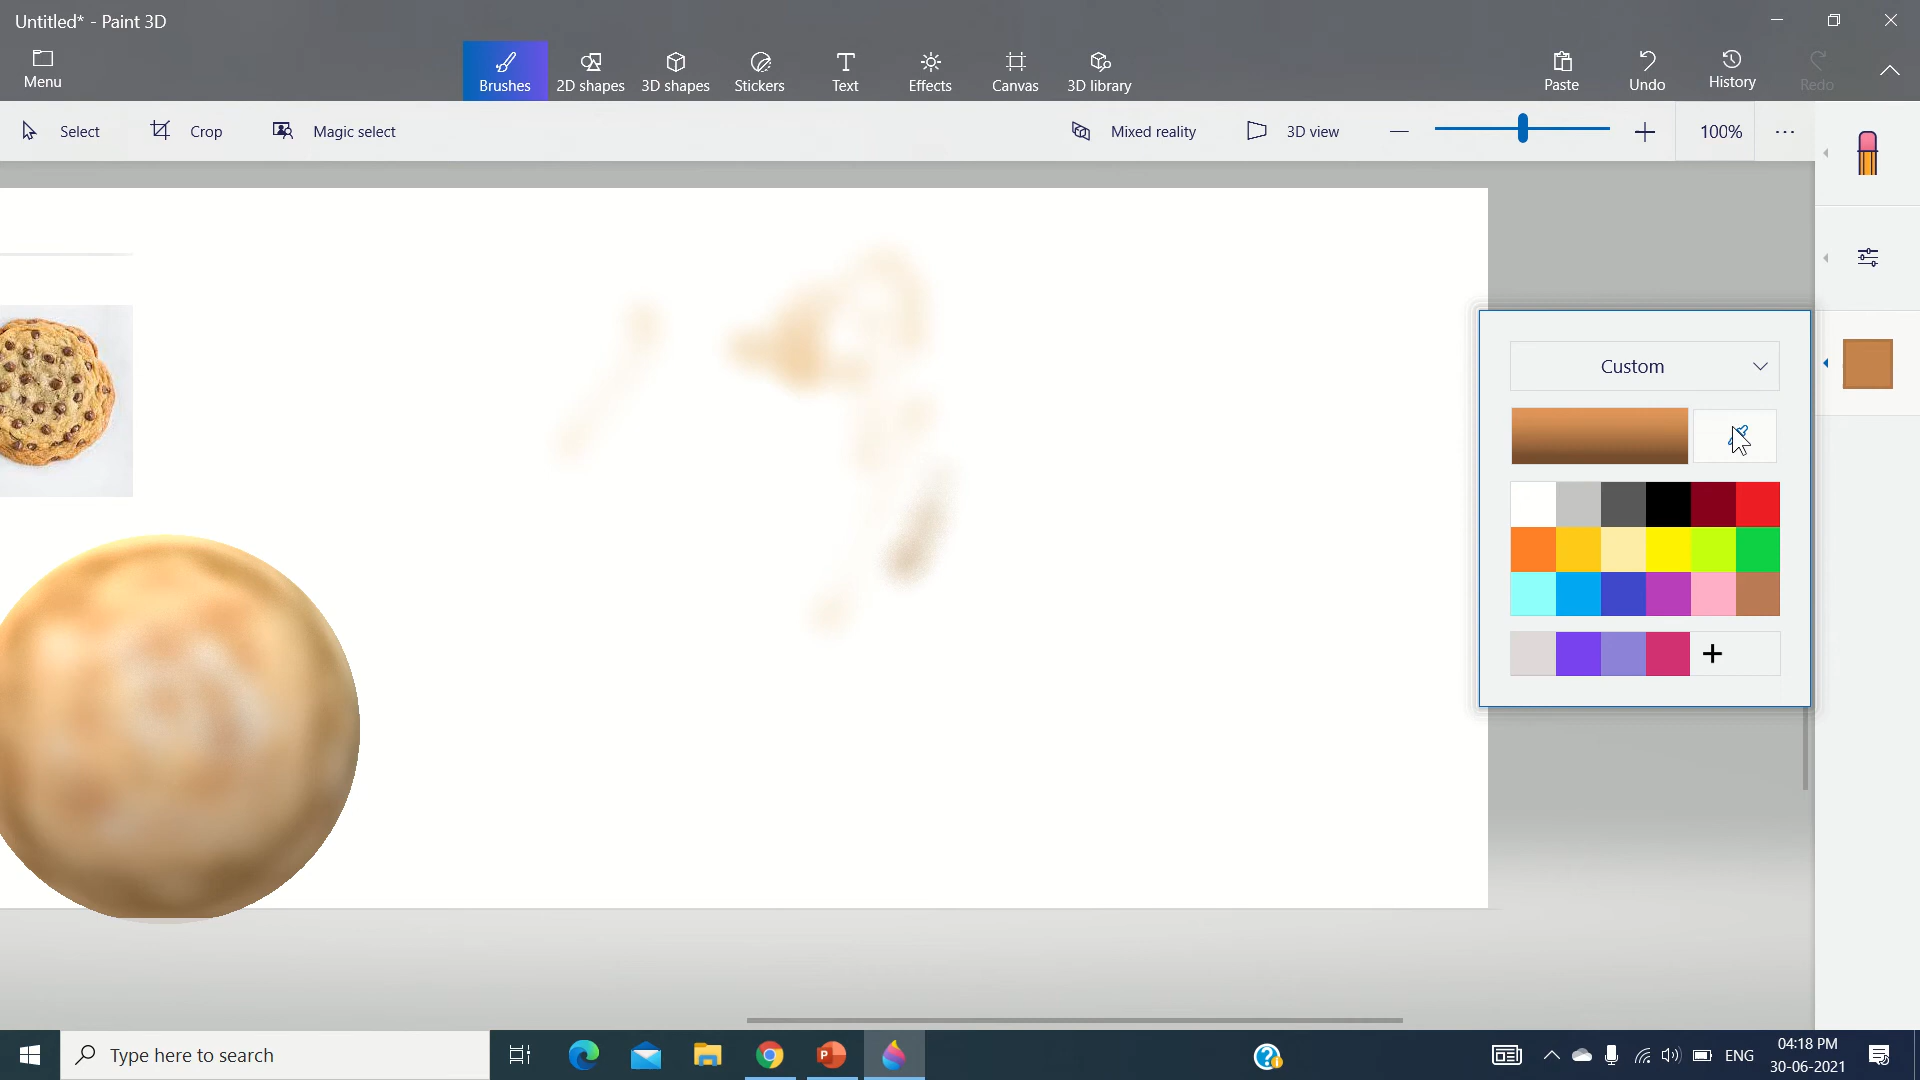 Untitled* - Paint 3D
Menu
Brushes
2D shapes
3D shapes
Stickers
Text
Effects
Canvas
3D library
Paste
Undo
History
Redo
Select
Crop
Magic select
Mixed reality
3D view
100%
Custom
Type here to search
ENG
04:18 PM
30-06-2021